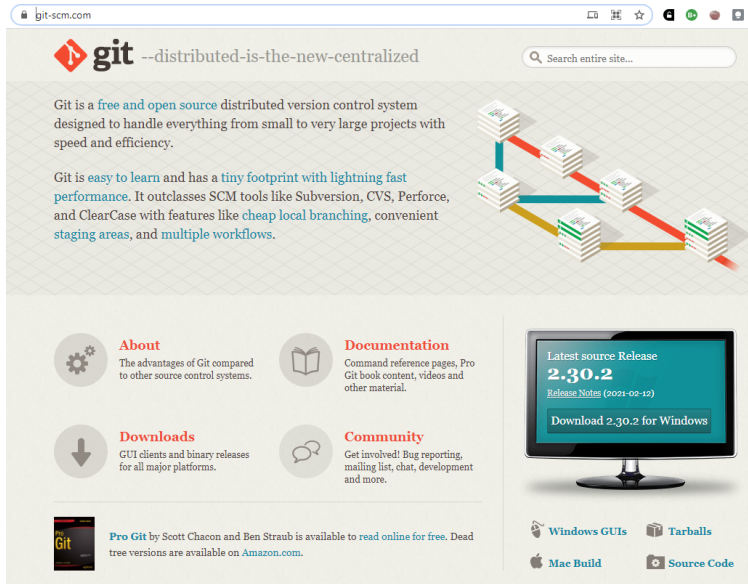 git-scm.com
git --distributed-is-the-new-centralized
Search entire site...
Git is a free and open source distributed version control system
designed to handle everything from small to very large projects with
speed and efficiency.
Git is easy to learn and has a tiny footprint with lightning fast
performance. It outclasses SCM tools like Subversion, CVS, Perforce,
and ClearCase with features like cheap local branching, convenient
staging areas, and multiple workflows.
About
The advantages of Git compared
to other source control systems.
Documentation
Command reference pages, Pro
Git book content, videos and
other material.
Downloads
GUI clients and binary releases
for all major platforms.
Community
Get involved! Bug reporting,
mailing list, chat, development
and more.
Latest source Release
2.30.2
Release Notes (2021-02-12)
Download 2.30.2 for Windows
Pro
Git
Pro Git by Scott Chacon and Ben Straub is available to read online for free. Dead
tree versions are available on Amazon.com.
Windows GUIs
Tarballs
Mac Build
Source Code